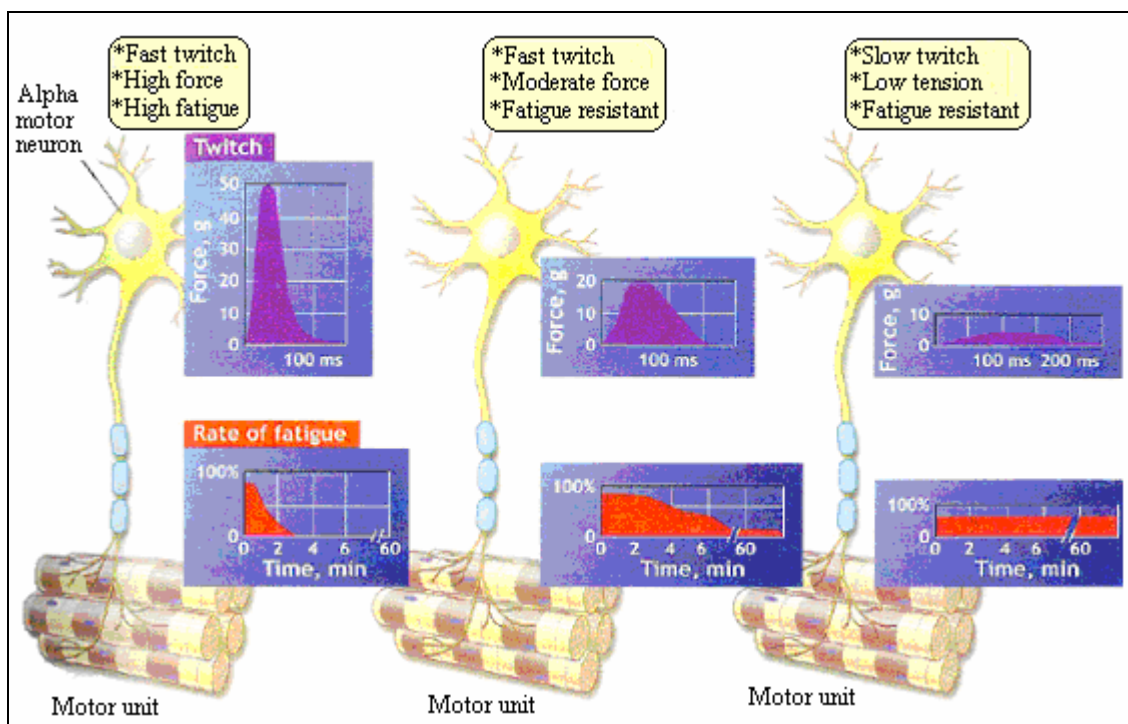 *Fast twitch
*High force
*High fatigue
*Fast twitch
*Moderate force
*Fatigue resistant
*Slow twitch
*Low tension
*Fatigue resistant
Alpha
motor
neuron
Twitch
Force, g
50
40
30
20
10
0
100 ms
Force, g
20
10
0
100 ms
Force, g
10
0
100 ms 200 ms
Rate of fatigue
100%
0
0 2 4 6 60
Time, min
100%
0
0 2 4 6 60
Time, min
100%
0
0 2 4 6 60
Time, min
Motor unit
Motor unit
Motor unit